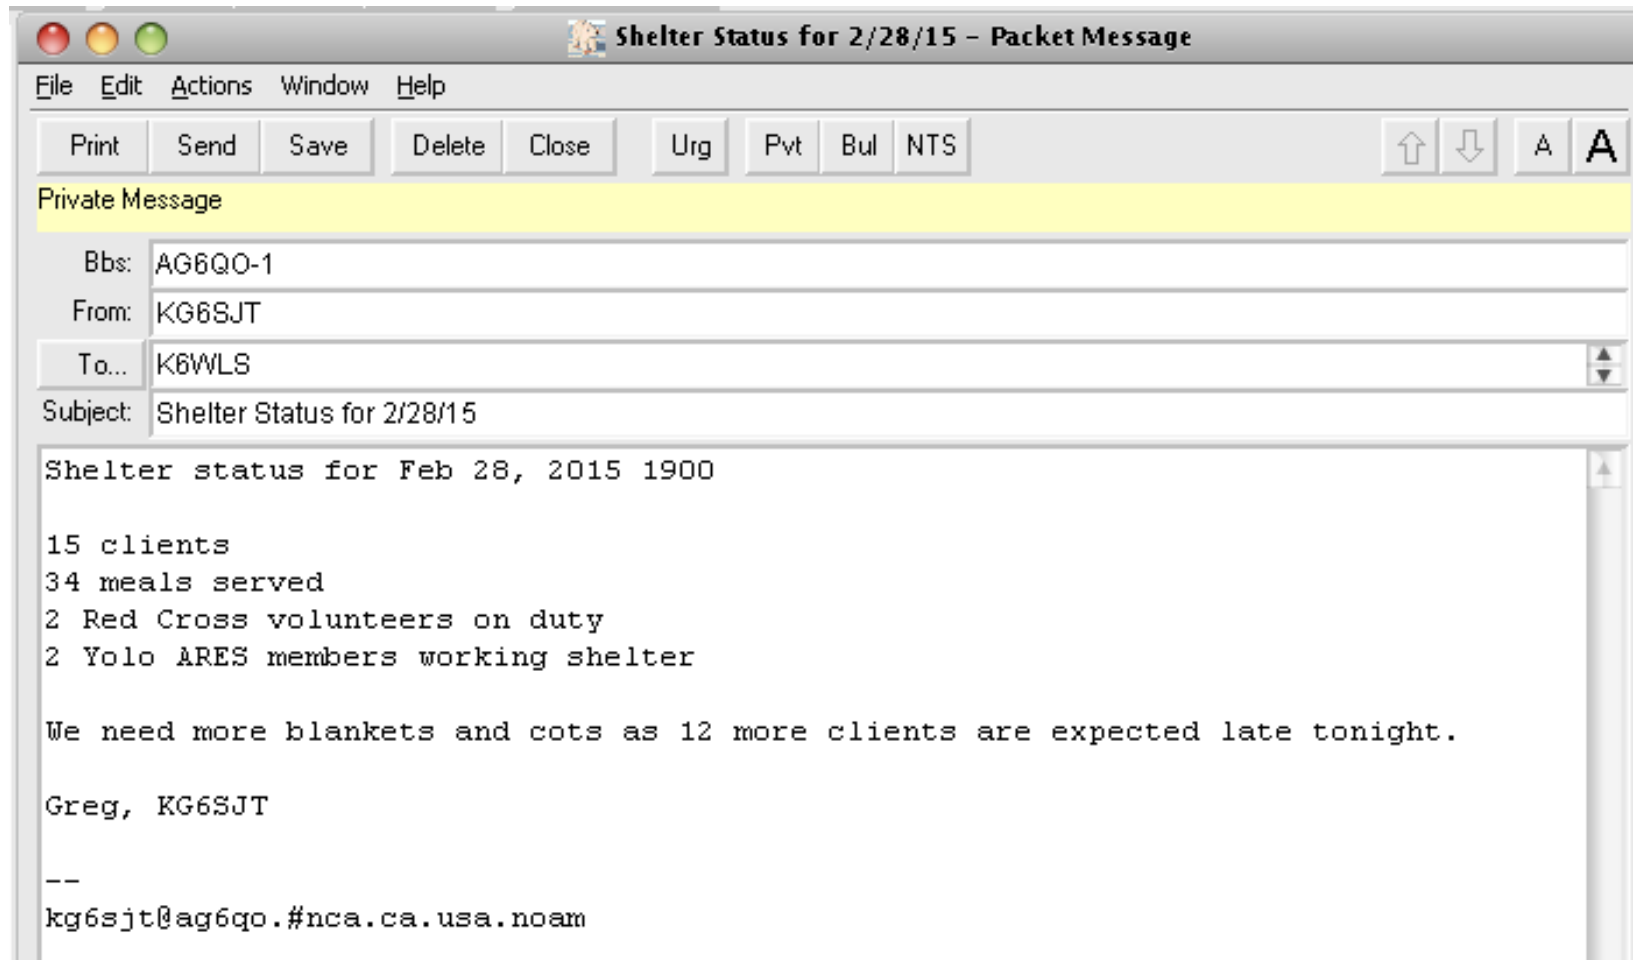 Shelter Status for 2/28/15 – Packet Message
File Edit Actions Window Help
Print Send Save Delete Close Urg Pvt Bul NTS A A
Private Message
Bbs: AG6QO-1
From: KG6SJT
To... K6WLS
Subject: Shelter Status for 2/28/15
Shelter status for Feb 28, 2015 1900
15 clients
34 meals served
2 Red Cross volunteers on duty
2 Yolo ARES members working shelter
We need more blankets and cots as 12 more clients are expected late tonight.
Greg, KG6SJT
--
kg6sjt@ag6qo.#nca.ca.usa.noam